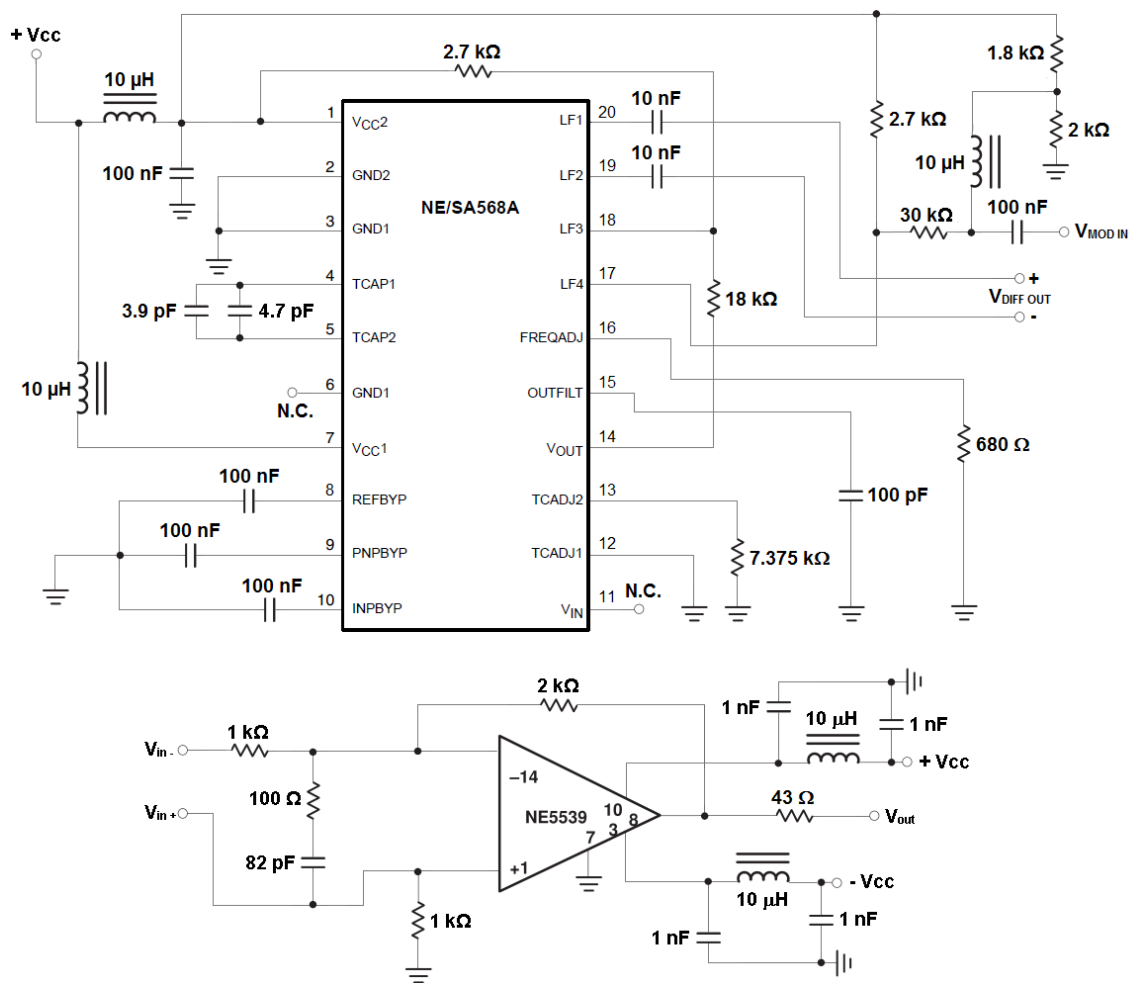 + Vcc
10 µH
2.7 kΩ
1.8 kΩ
10 nF
2.7 kΩ
2 kΩ
100 nF
1 VCC2
LF1 20
10 nF
10 µH
2 GND2
LF2 19
NE/SA568A
30 kΩ
100 nF
VMOD IN
3 GND1
LF3 18
4 TCAP1
LF4 17
+
VDIFF OUT
-
3.9 pF
4.7 pF
18 kΩ
5 TCAP2
FREQADJ 16
10 µH
6 GND1
OUTFILT 15
N.C.
7 VCC1
VOUT 14
680 Ω
100 nF
8 REFBYP
TCADJ2 13
100 pF
100 nF
9 PNPBYP
TCADJ1 12
7.375 kΩ
100 nF
10 INPBYP
VIN 11
N.C.
2 kΩ
1 nF
10 µH
1 nF
1 kΩ
Vin -
+ Vcc
–14
100 Ω
Vin +
NE5539
10
8
3
7
43 Ω
Vout
82 pF
+1
- Vcc
10 µH
1 kΩ
1 nF
1 nF